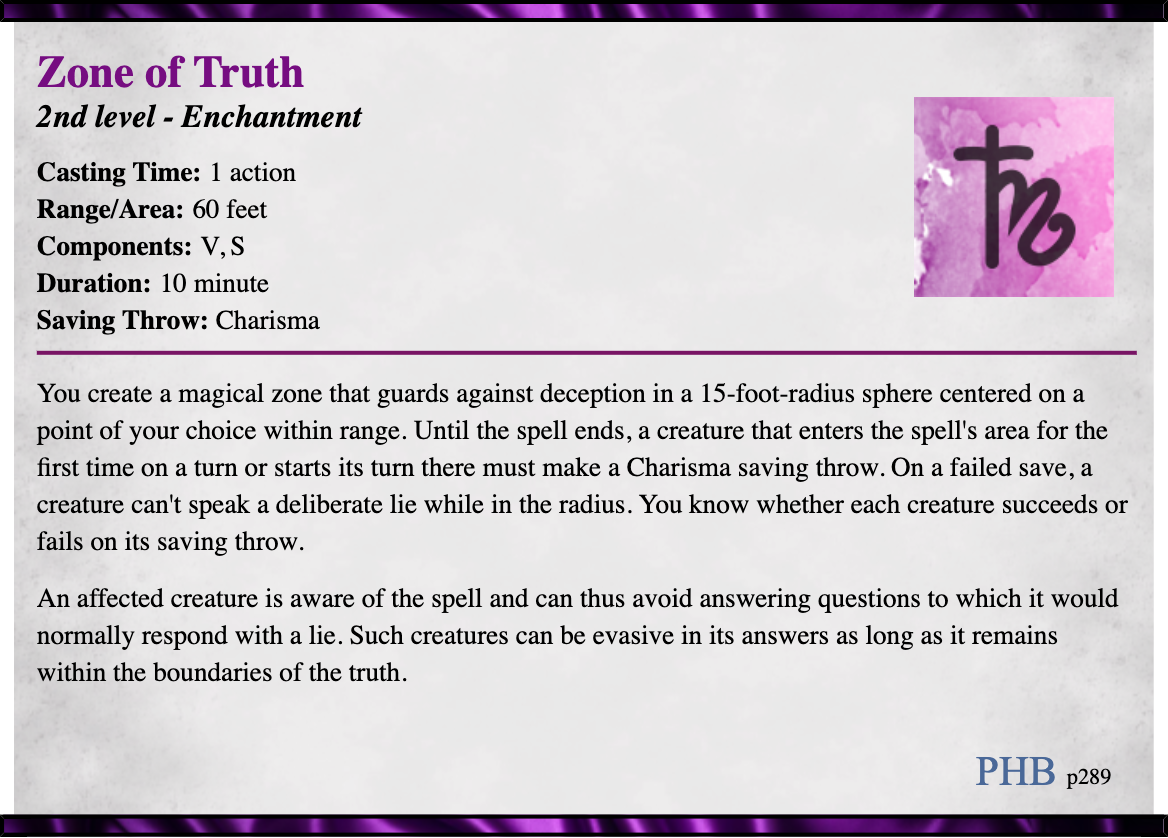 Zone of Truth
2nd level - Enchantment
Casting Time: 1 action
Range/Area: 60 feet
Components: V, S
Duration: 10 minute
Saving Throw: Charisma
You create a magical zone that guards against deception in a 15-foot-radius sphere centered on a
point of your choice within range. Until the spell ends, a creature that enters the spell's area for the
first time on a turn or starts its turn there must make a Charisma saving throw. On a failed save, a
creature can't speak a deliberate lie while in the radius. You know whether each creature succeeds or
fails on its saving throw.
An affected creature is aware of the spell and can thus avoid answering questions to which it would
normally respond with a lie. Such creatures can be evasive in its answers as long as it remains
within the boundaries of the truth.
PHB p289